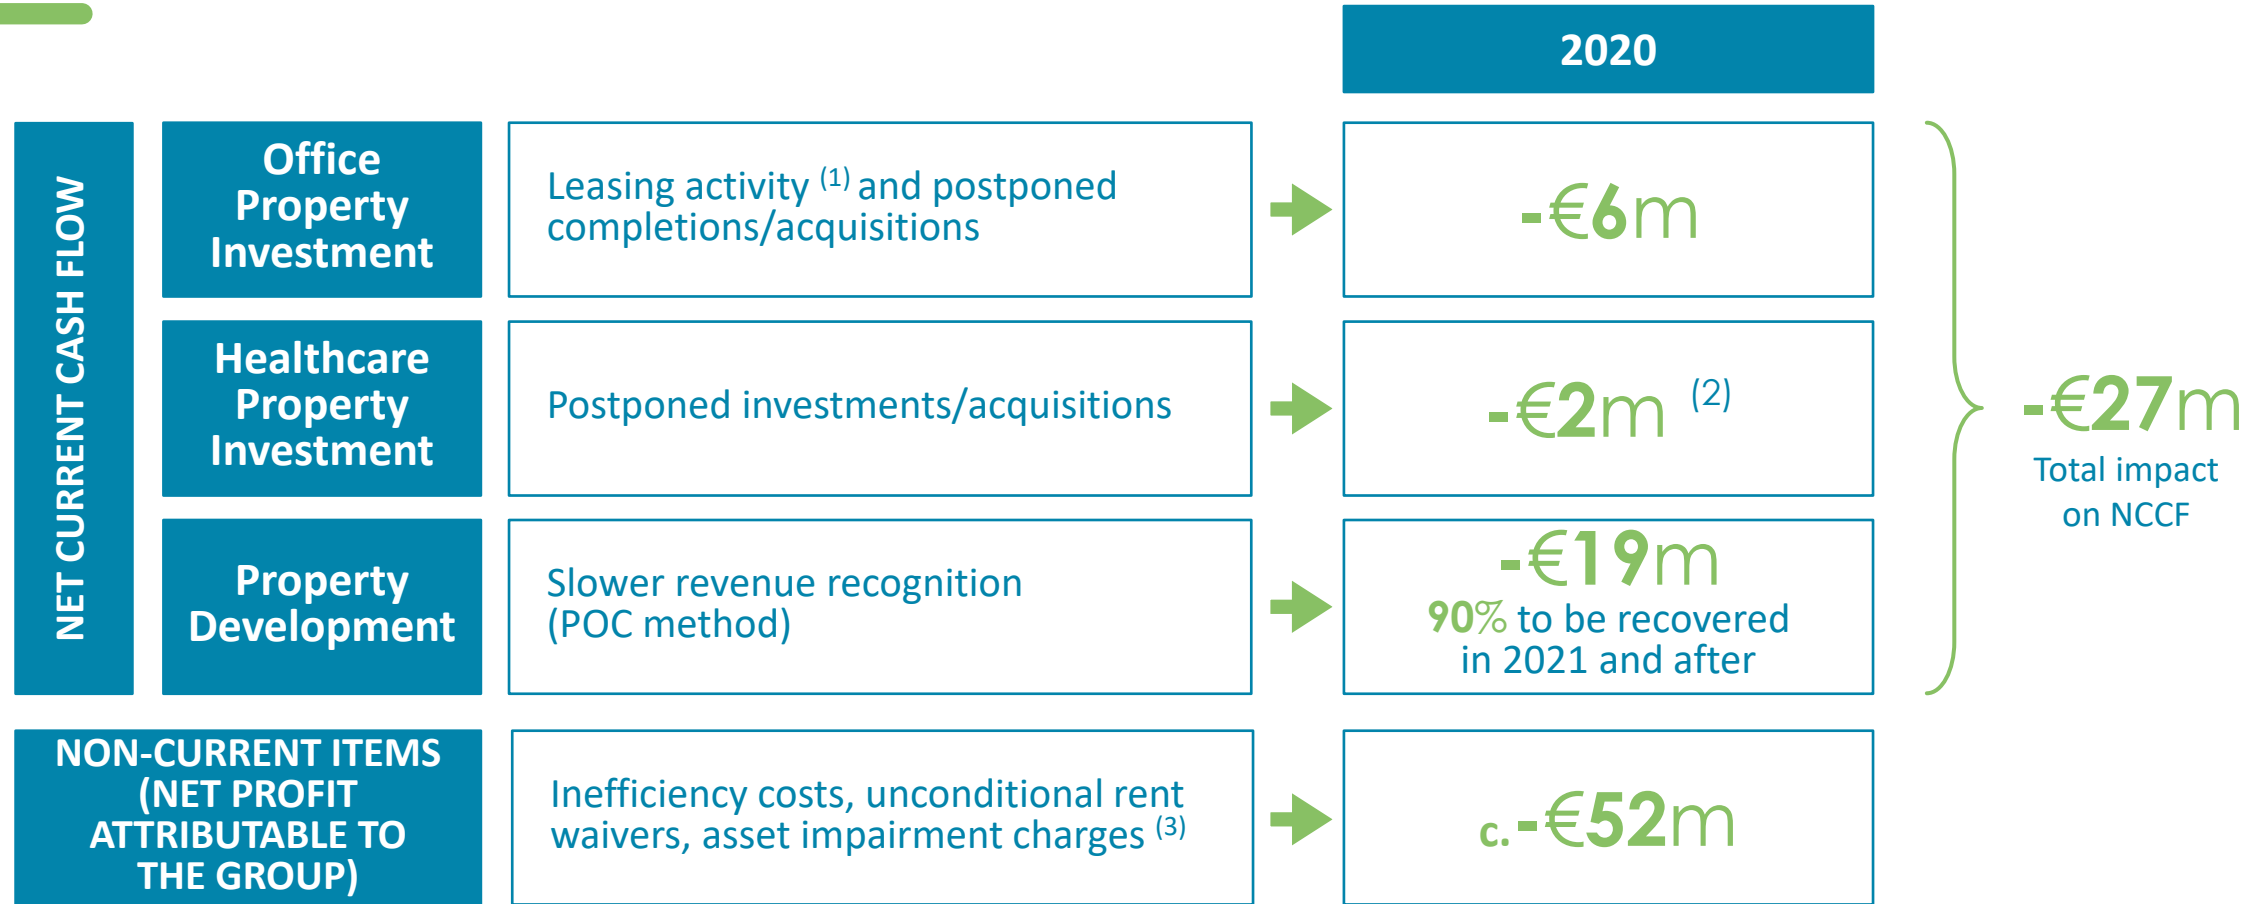 2020
NET CURRENT CASH FLOW
Office
Property
Investment
Leasing activity (1) and postponed
completions/acquisitions
-€6m
Healthcare
Property
Investment
Postponed investments/acquisitions
-€2m (2)
Property
Development
Slower revenue recognition
(POC method)
-€19m
90% to be recovered
in 2021 and after
-€27m
Total impact
on NCCF
NON-CURRENT ITEMS
(NET PROFIT
ATTRIBUTABLE TO
THE GROUP)
Inefficiency costs, unconditional rent
waivers, asset impairment charges (3)
c.-€52m